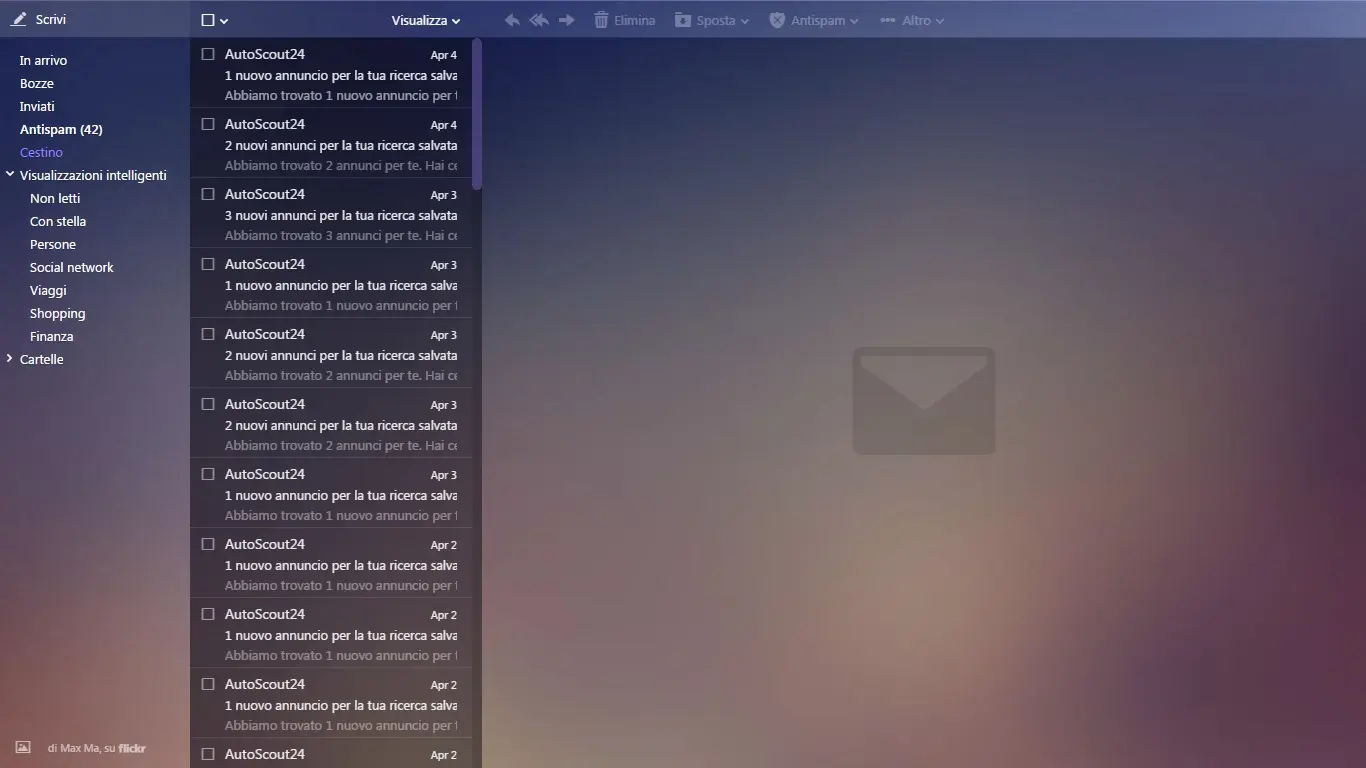 Scrivi
Visualizza
Elimina
Sposta
Antispam
Altro
In arrivo
Bozze
Inviati
Antispam (42)
Cestino
Visualizzazioni intelligenti
Non letti
Con stella
Persone
Social network
Viaggi
Shopping
Finanza
Cartelle
di Max Ma, su flickr
AutoScout24 Apr 4
1 nuovo annuncio per la tua ricerca salva
Abbiamo trovato 1 nuovo annuncio per t
AutoScout24 Apr 4
2 nuovi annunci per la tua ricerca salvata
Abbiamo trovato 2 annunci per te. Hai ce
AutoScout24 Apr 3
3 nuovi annunci per la tua ricerca salvata
Abbiamo trovato 3 annunci per te. Hai ce
AutoScout24 Apr 3
1 nuovo annuncio per la tua ricerca salva
Abbiamo trovato 1 nuovo annuncio per t
AutoScout24 Apr 3
2 nuovi annunci per la tua ricerca salvata
Abbiamo trovato 2 annunci per te. Hai ce
AutoScout24 Apr 3
2 nuovi annunci per la tua ricerca salvata
Abbiamo trovato 2 annunci per te. Hai ce
AutoScout24 Apr 3
1 nuovo annuncio per la tua ricerca salva
Abbiamo trovato 1 nuovo annuncio per t
AutoScout24 Apr 2
1 nuovo annuncio per la tua ricerca salva
Abbiamo trovato 1 nuovo annuncio per t
AutoScout24 Apr 2
1 nuovo annuncio per la tua ricerca salva
Abbiamo trovato 1 nuovo annuncio per t
AutoScout24 Apr 2
1 nuovo annuncio per la tua ricerca salva
Abbiamo trovato 1 nuovo annuncio per t
AutoScout24 Apr 2